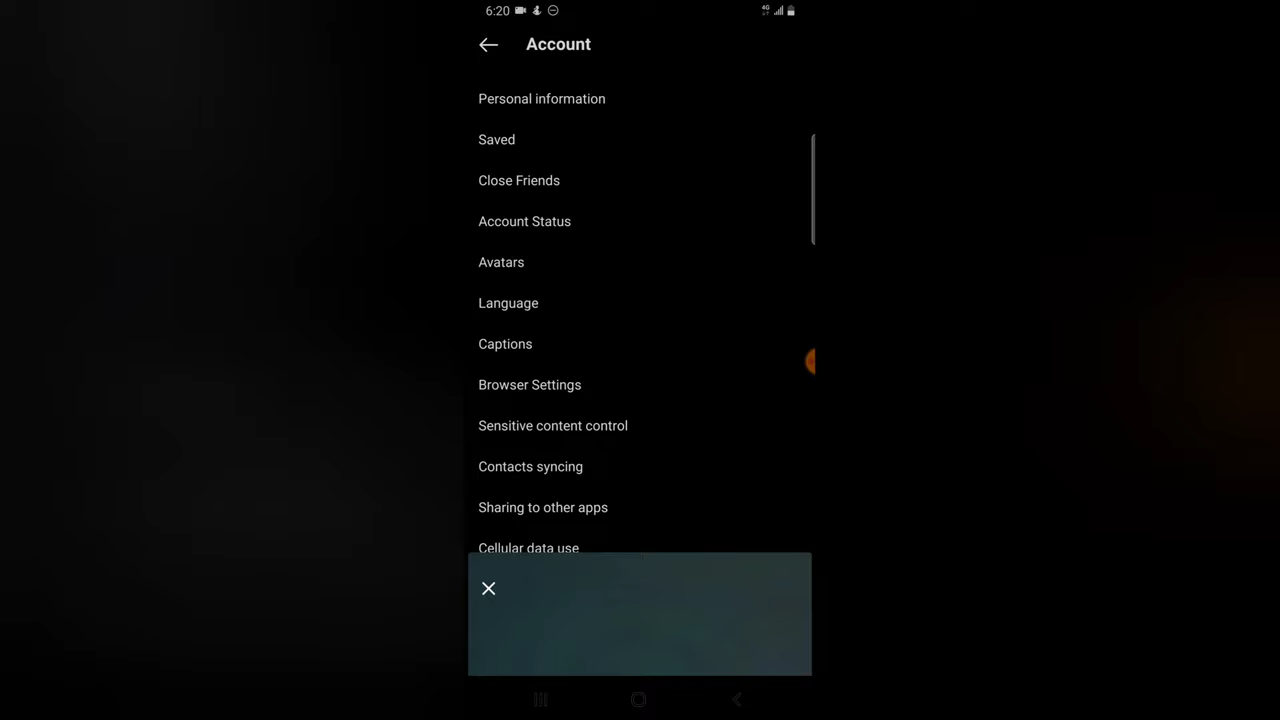 6:20
4G
Account
Personal information
Saved
Close Friends
Account Status
Avatars
Language
Captions
Browser Settings
Sensitive content control
Contacts syncing
Sharing to other apps
Cellular data use